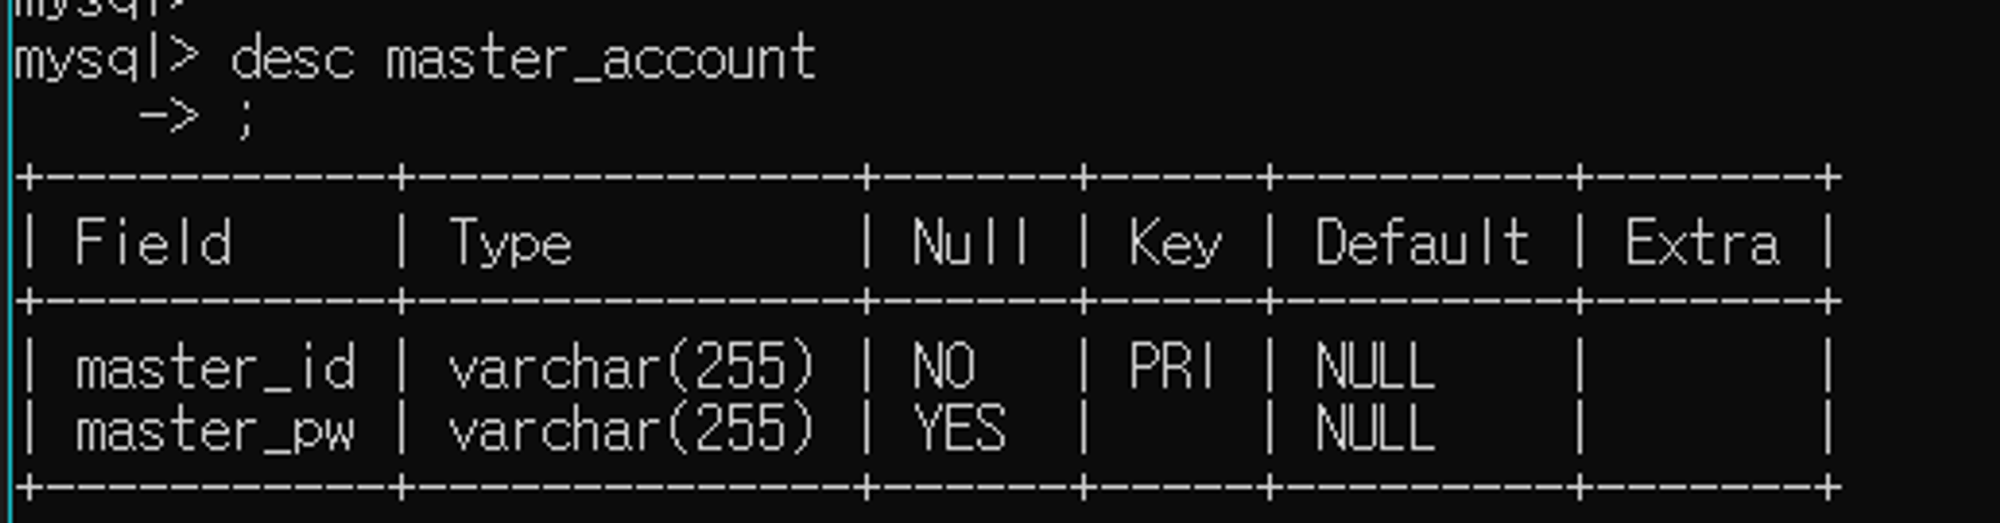 mysql>
mysql> desc master_account
    -> ;
+-----------+--------------+------+-----+---------+-------+
| Field     | Type         | Null | Key | Default | Extra |
+-----------+--------------+------+-----+---------+-------+
| master_id | varchar(255) | NO   | PRI | NULL    |       |
| master_pw | varchar(255) | YES  |     | NULL    |       |
+-----------+--------------+------+-----+---------+-------+